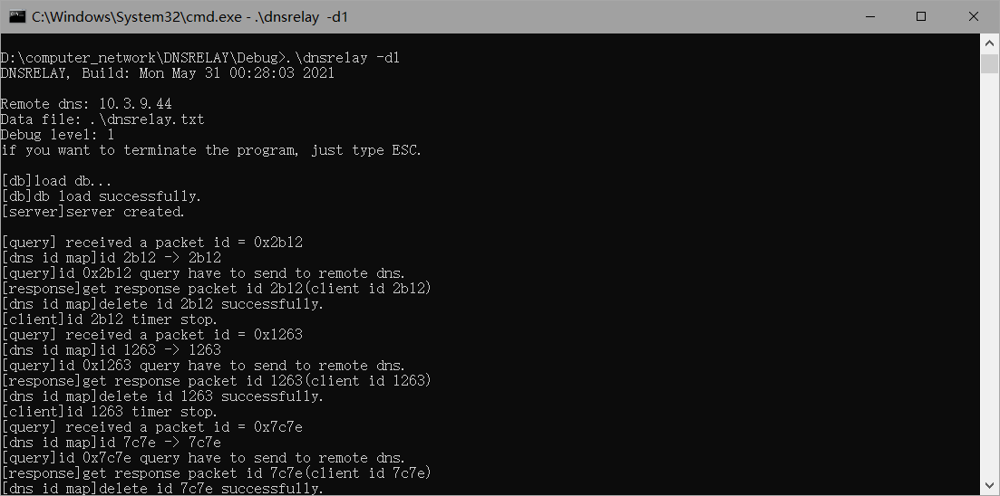 C:\Windows\System32\cmd.exe - .\dnsrelay -d1
D:\computer_network\DNSRELAY\Debug>.\dnsrelay -d1
DNSRELAY, Build: Mon May 31 00:28:03 2021
Remote dns: 10.3.9.44
Data file: .\dnsrelay.txt
Debug level: 1
if you want to terminate the program, just type ESC.
[db]load db...
[db]db load successfully.
[server]server created.
[query] received a packet id = 0x2b12
[dns id map]id 2b12 -> 2b12
[query]id 0x2b12 query have to send to remote dns.
[response]get response packet id 2b12(client id 2b12)
[dns id map]delete id 2b12 successfully.
[client]id 2b12 timer stop.
[query] received a packet id = 0x1263
[dns id map]id 1263 -> 1263
[query]id 0x1263 query have to send to remote dns.
[response]get response packet id 1263(client id 1263)
[dns id map]delete id 1263 successfully.
[client]id 1263 timer stop.
[query] received a packet id = 0x7c7e
[dns id map]id 7c7e -> 7c7e
[query]id 0x7c7e query have to send to remote dns.
[response]get response packet id 7c7e(client id 7c7e)
[dns id map]delete id 7c7e successfully.